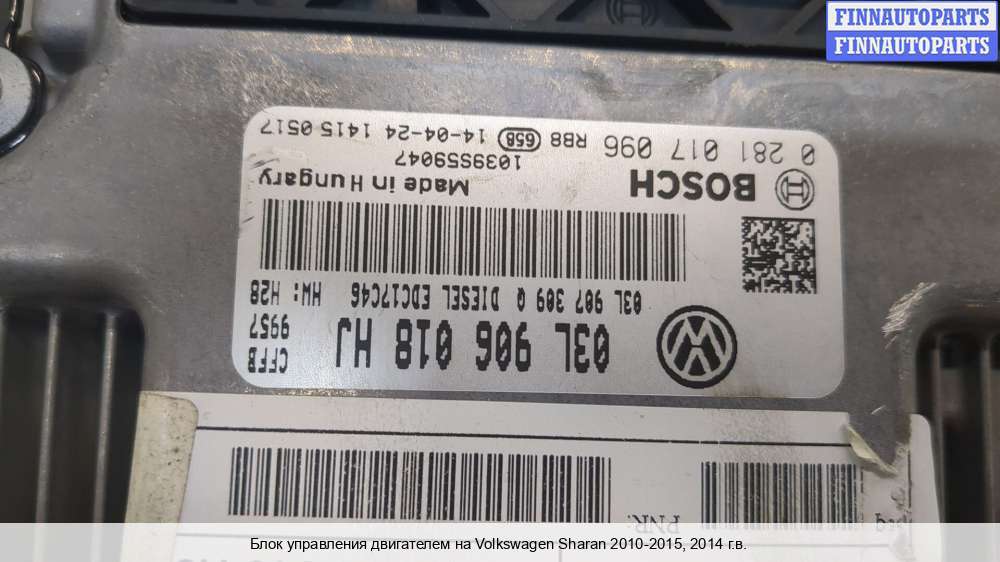 FINNAUTOPARTS
FINNAUTOPARTS
03L 906 018 HJ
CFFB
9957
03L 907 309 Q DIESEL EDC17C46 HW: H28
BOSCH
Made in Hungary
1039S59047
0 281 017 096 RB8 658 14-04-24 1415 0517
PNR:
Блок управления двигателем на Volkswagen Sharan 2010-2015, 2014 г.в.